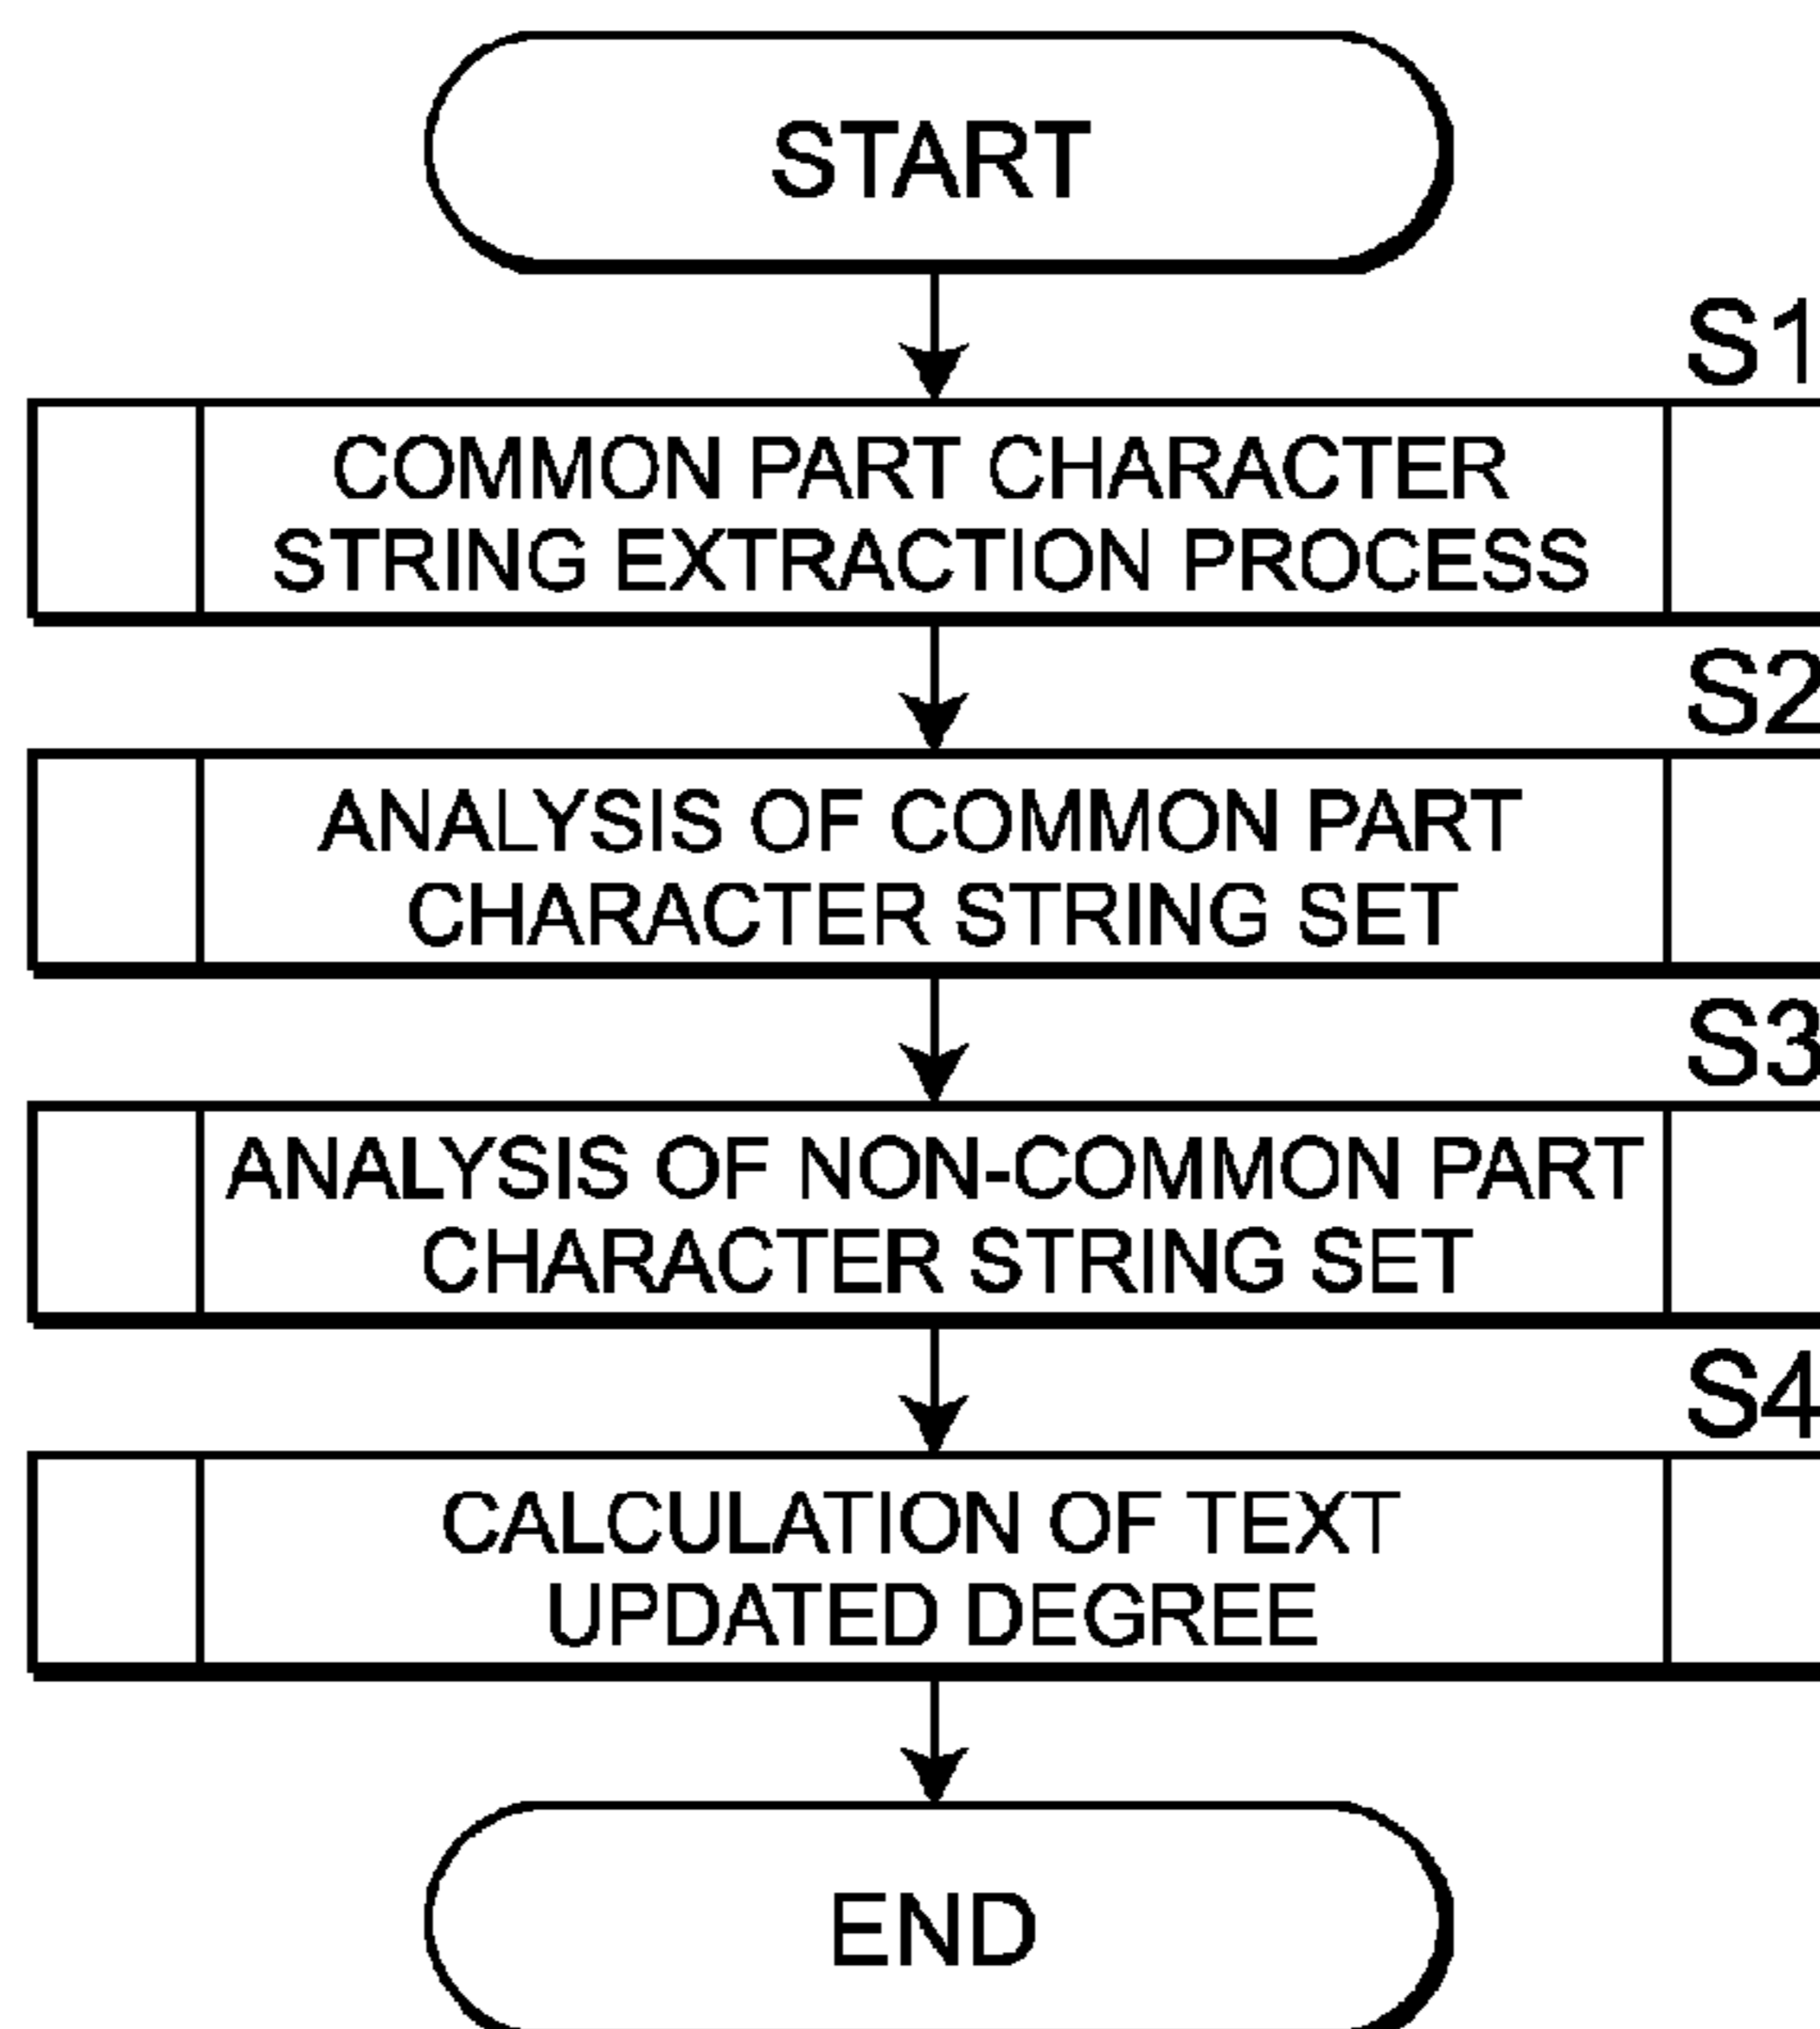 START
S1
COMMON PART CHARACTER
STRING EXTRACTION PROCESS
S2
ANALYSIS OF COMMON PART
CHARACTER STRING SET
S3
ANALYSIS OF NON-COMMON PART
CHARACTER STRING SET
S4
CALCULATION OF TEXT
UPDATED DEGREE
END